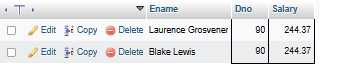 Ename Dno Salary
Edit Copy Delete Laurence Grosvener 90 244.37
Edit Copy Delete Blake Lewis 90 244.37